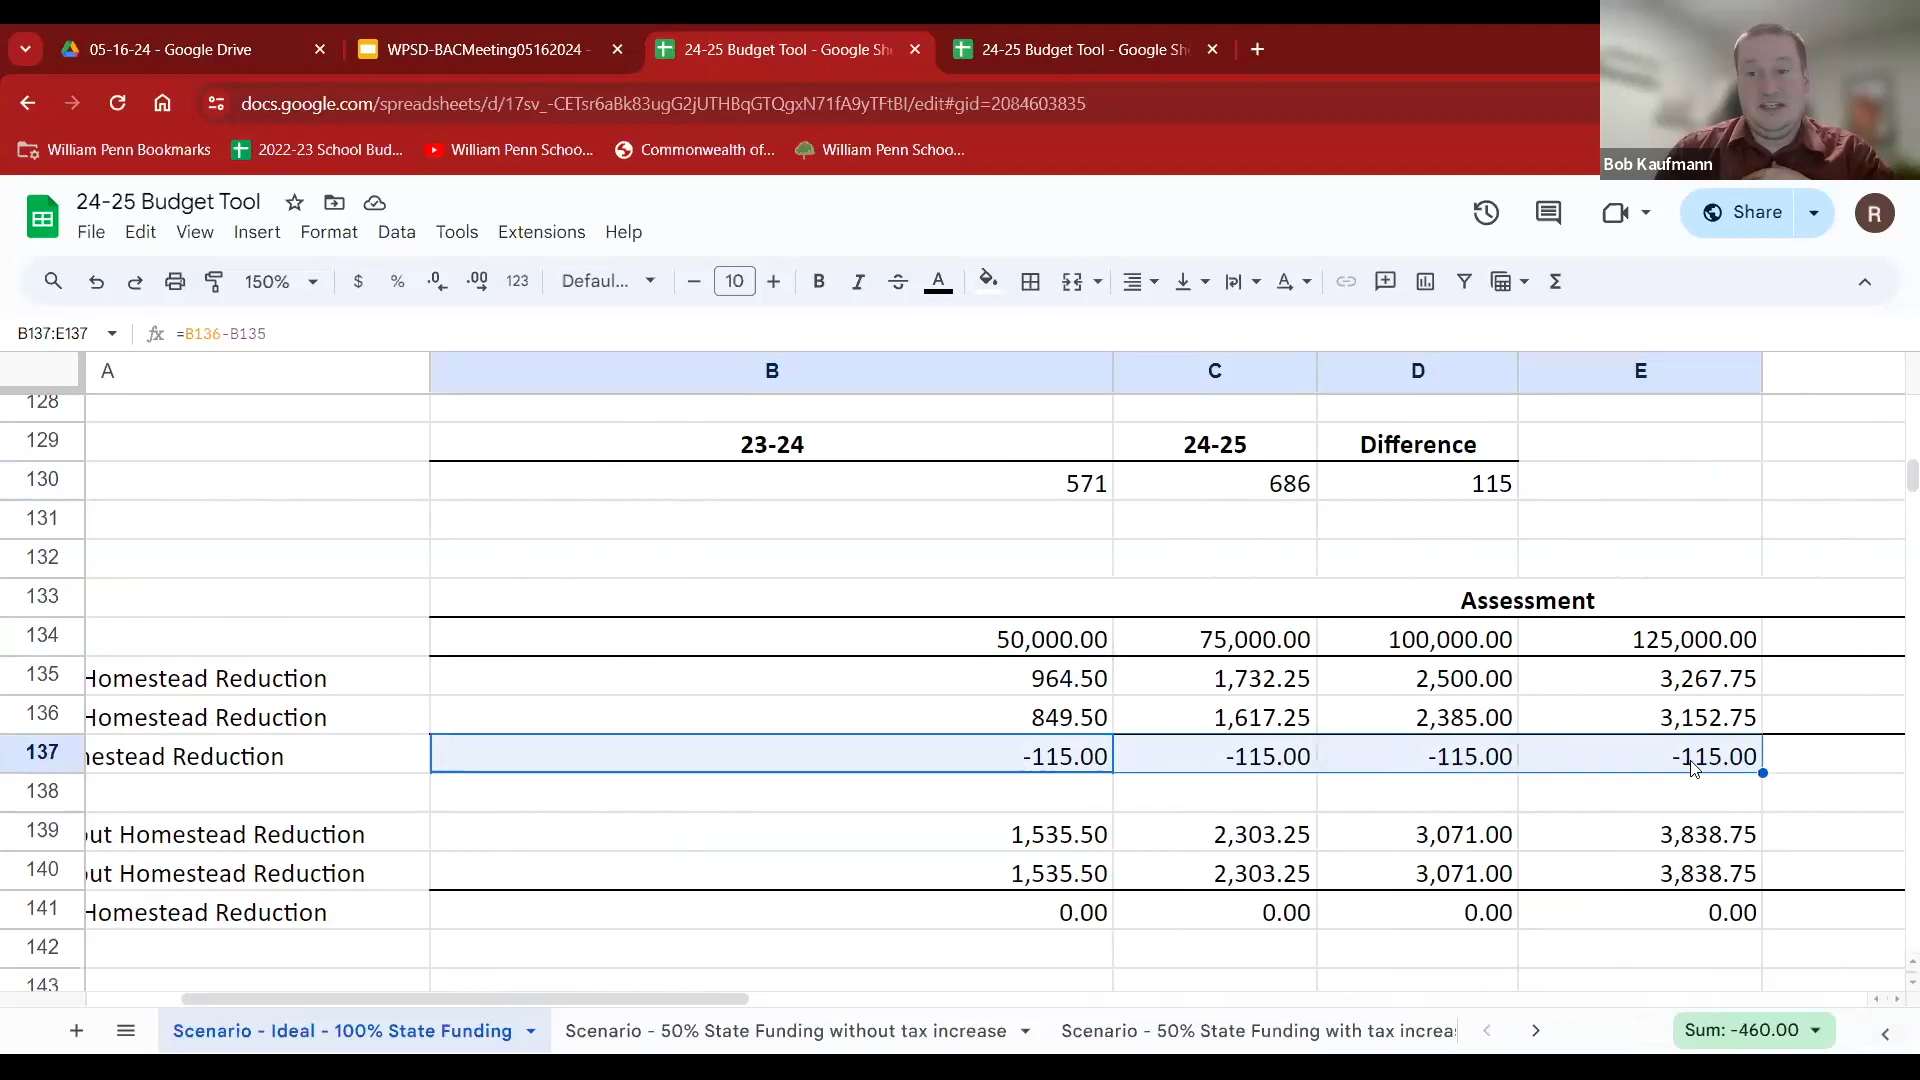 05-16-24 - Google Drive
WPSD-BACMeeting05162024 -
24-25 Budget Tool - Google She
24-25 Budget Tool - Google She
docs.google.com/spreadsheets/d/17sv_-CETsr6aBk83ugG2jUTHBqGTQgxN71fA9yTFtBI/edit#gid=2084603835
William Penn Bookmarks
2022-23 School Bud...
William Penn Schoo...
Commonwealth of...
William Penn Schoo...
Bob Kaufmann
24-25 Budget Tool
Share
R
File Edit View Insert Format Data Tools Extensions Help
150% $ % .0 .00 123 Defaul... 10 B I S A
B137:E137 fx =B136-B135
A B C D E
128
129 23-24 24-25 Difference
130 571 686 115
131
132
133 Assessment
134 50,000.00 75,000.00 100,000.00 125,000.00
135 Homestead Reduction 964.50 1,732.25 2,500.00 3,267.75
136 Homestead Reduction 849.50 1,617.25 2,385.00 3,152.75
137 nestead Reduction -115.00 -115.00 -115.00 -115.00
138
139 out Homestead Reduction 1,535.50 2,303.25 3,071.00 3,838.75
140 out Homestead Reduction 1,535.50 2,303.25 3,071.00 3,838.75
141 Homestead Reduction 0.00 0.00 0.00 0.00
142
143
Scenario - Ideal - 100% State Funding
Scenario - 50% State Funding without tax increase
Scenario - 50% State Funding with tax increa
Sum: -460.00